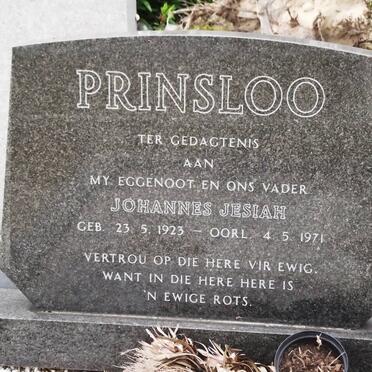 PRINSLOO
TER GEDAGTENIS
AAN
MY EGGENOOT EN ONS VADER
JOHANNES JESIAH
GEB. 23. 5. 1923 – OORL. 4. 5. 1971
VERTROU OP DIE HERE VIR EWIG,
WANT IN DIE HERE HERE IS
'N EWIGE ROTS.